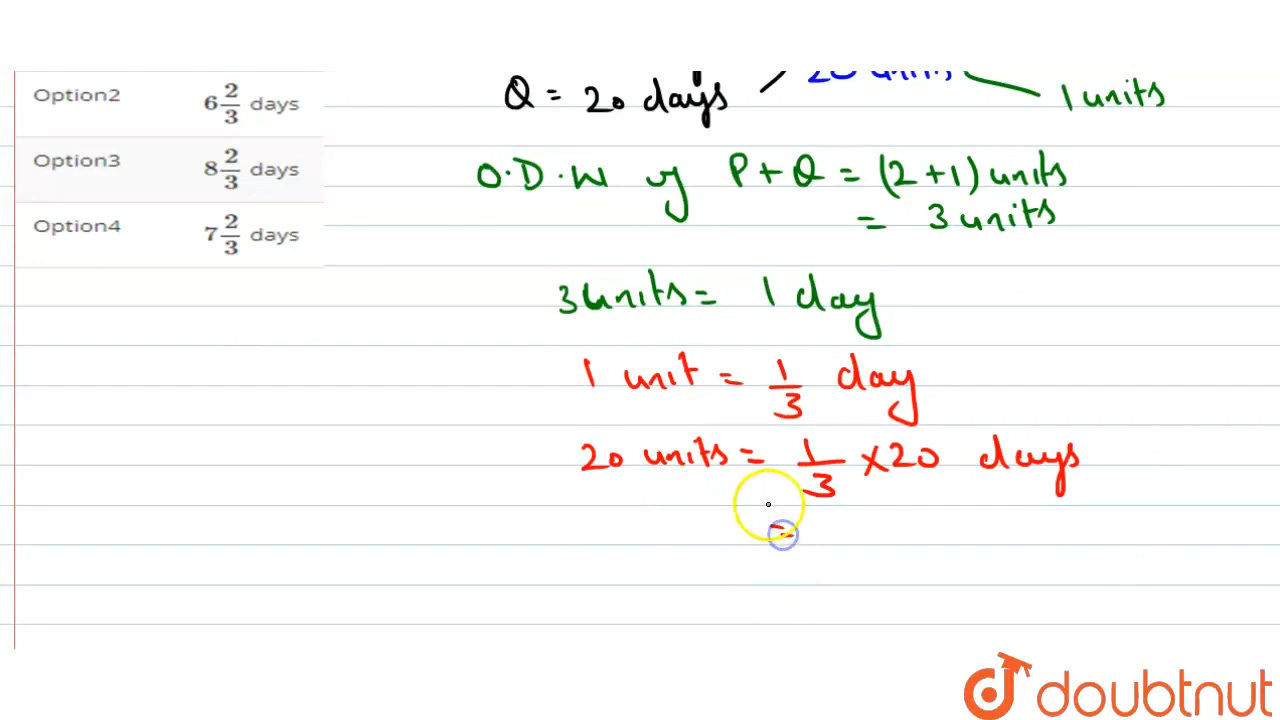 Option2 6 2/3 days
Option3 8 2/3 days
Option4 7 2/3 days
Q = 20 days
20 units
1 units
O.D.W of P+Q = (2+1) units
= 3 units
3 units = 1 day
1 unit = 1/3 day
20 units = 1/3 × 20 days
=
doubtnut